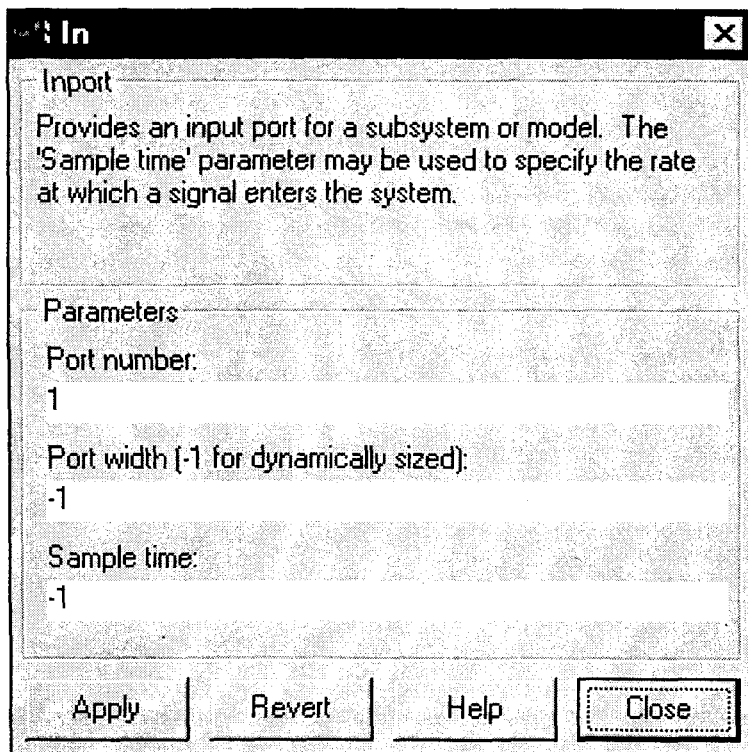 In
Inport
Provides an input port for a subsystem or model. The
'Sample time' parameter may be used to specify the rate
at which a signal enters the system.
Parameters
Port number:
1
Port width (-1 for dynamically sized):
-1
Sample time:
-1
Apply Revert Help Close